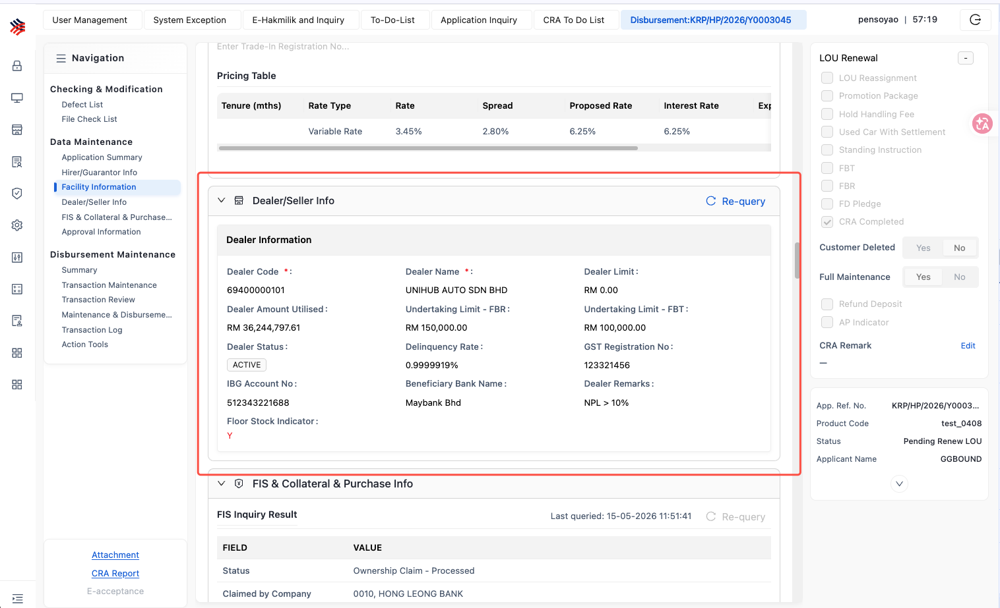 User Management
System Exception
E-Hakmilik and Inquiry
To-Do-List
Application Inquiry
CRA To Do List
Disbursement:KRP/HP/2026/Y0003045
pensoyao | 57:19
Navigation
Checking & Modification
Defect List
File Check List
Data Maintenance
Application Summary
Hirer/Guarantor Info
Facility Information
Dealer/Seller Info
FIS & Collateral & Purchase...
Approval Information
Disbursement Maintenance
Summary
Transaction Maintenance
Transaction Review
Maintenance & Disburseme...
Transaction Log
Action Tools
Attachment
CRA Report
E-acceptance
Enter Trade-In Registration No...
Pricing Table
Tenure (mths) Rate Type Rate Spread Proposed Rate Interest Rate Exp
Variable Rate 3.45% 2.80% 6.25% 6.25%
Dealer/Seller Info
Re-query
Dealer Information
Dealer Code *: Dealer Name *: Dealer Limit:
69400000101 UNIHUB AUTO SDN BHD RM 0.00
Dealer Amount Utilised: Undertaking Limit - FBR: Undertaking Limit - FBT:
RM 36,244,797.61 RM 150,000.00 RM 100,000.00
Dealer Status: Delinquency Rate: GST Registration No:
ACTIVE 0.9999919% 123321456
IBG Account No: Beneficiary Bank Name: Dealer Remarks:
512343221688 Maybank Bhd NPL > 10%
Floor Stock Indicator:
Y
FIS & Collateral & Purchase Info
FIS Inquiry Result
Last queried: 15-05-2026 11:51:41 Re-query
FIELD VALUE
Status Ownership Claim - Processed
Claimed by Company 0010, HONG LEONG BANK
LOU Renewal -
LOU Reassignment
Promotion Package
Hold Handling Fee
Used Car With Settlement
Standing Instruction
FBT
FBR
FD Pledge
CRA Completed
Customer Deleted Yes No
Full Maintenance Yes No
Refund Deposit
AP Indicator
CRA Remark Edit
—
App. Ref. No. KRP/HP/2026/Y0003...
Product Code test_0408
Status Pending Renew LOU
Applicant Name GGBOUND